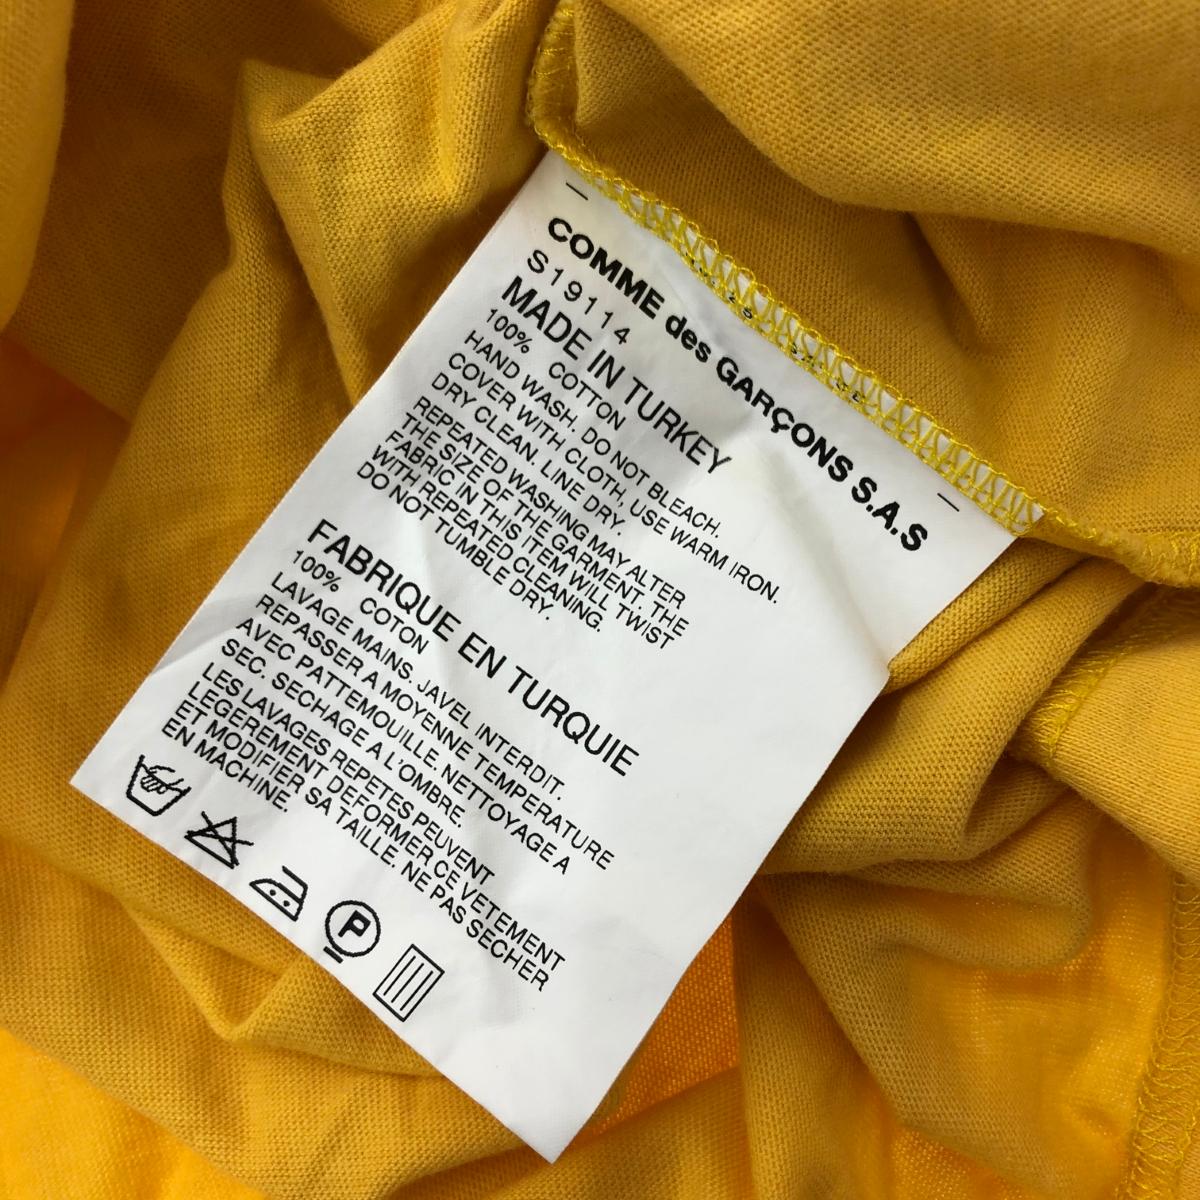 COMME des GARÇONS S.A.S
S19114
MADE IN TURKEY
100% COTTON
HAND WASH. DO NOT BLEACH.
COVER WITH CLOTH, USE WARM IRON.
DRY CLEAN. LINE DRY.
REPEATED WASHING MAY ALTER
THE SIZE OF THE GARMENT. THE
FABRIC IN THIS ITEM WILL TWIST
WITH REPEATED CLEANING.
DO NOT TUMBLE DRY.
FABRIQUE EN TURQUIE
100% COTON
LAVAGE MAINS. JAVEL INTERDIT.
REPASSER A MOYENNE TEMPERATURE
AVEC PATTEMOUILLE. NETTOYAGE A
SEC. SECHAGE A L'OMBRE.
LES LAVAGES REPETES PEUVENT
LEGEREMENT DEFORMER CE VETEMENT
ET MODIFIER SA TAILLE. NE PAS SECHER
EN MACHINE.
P